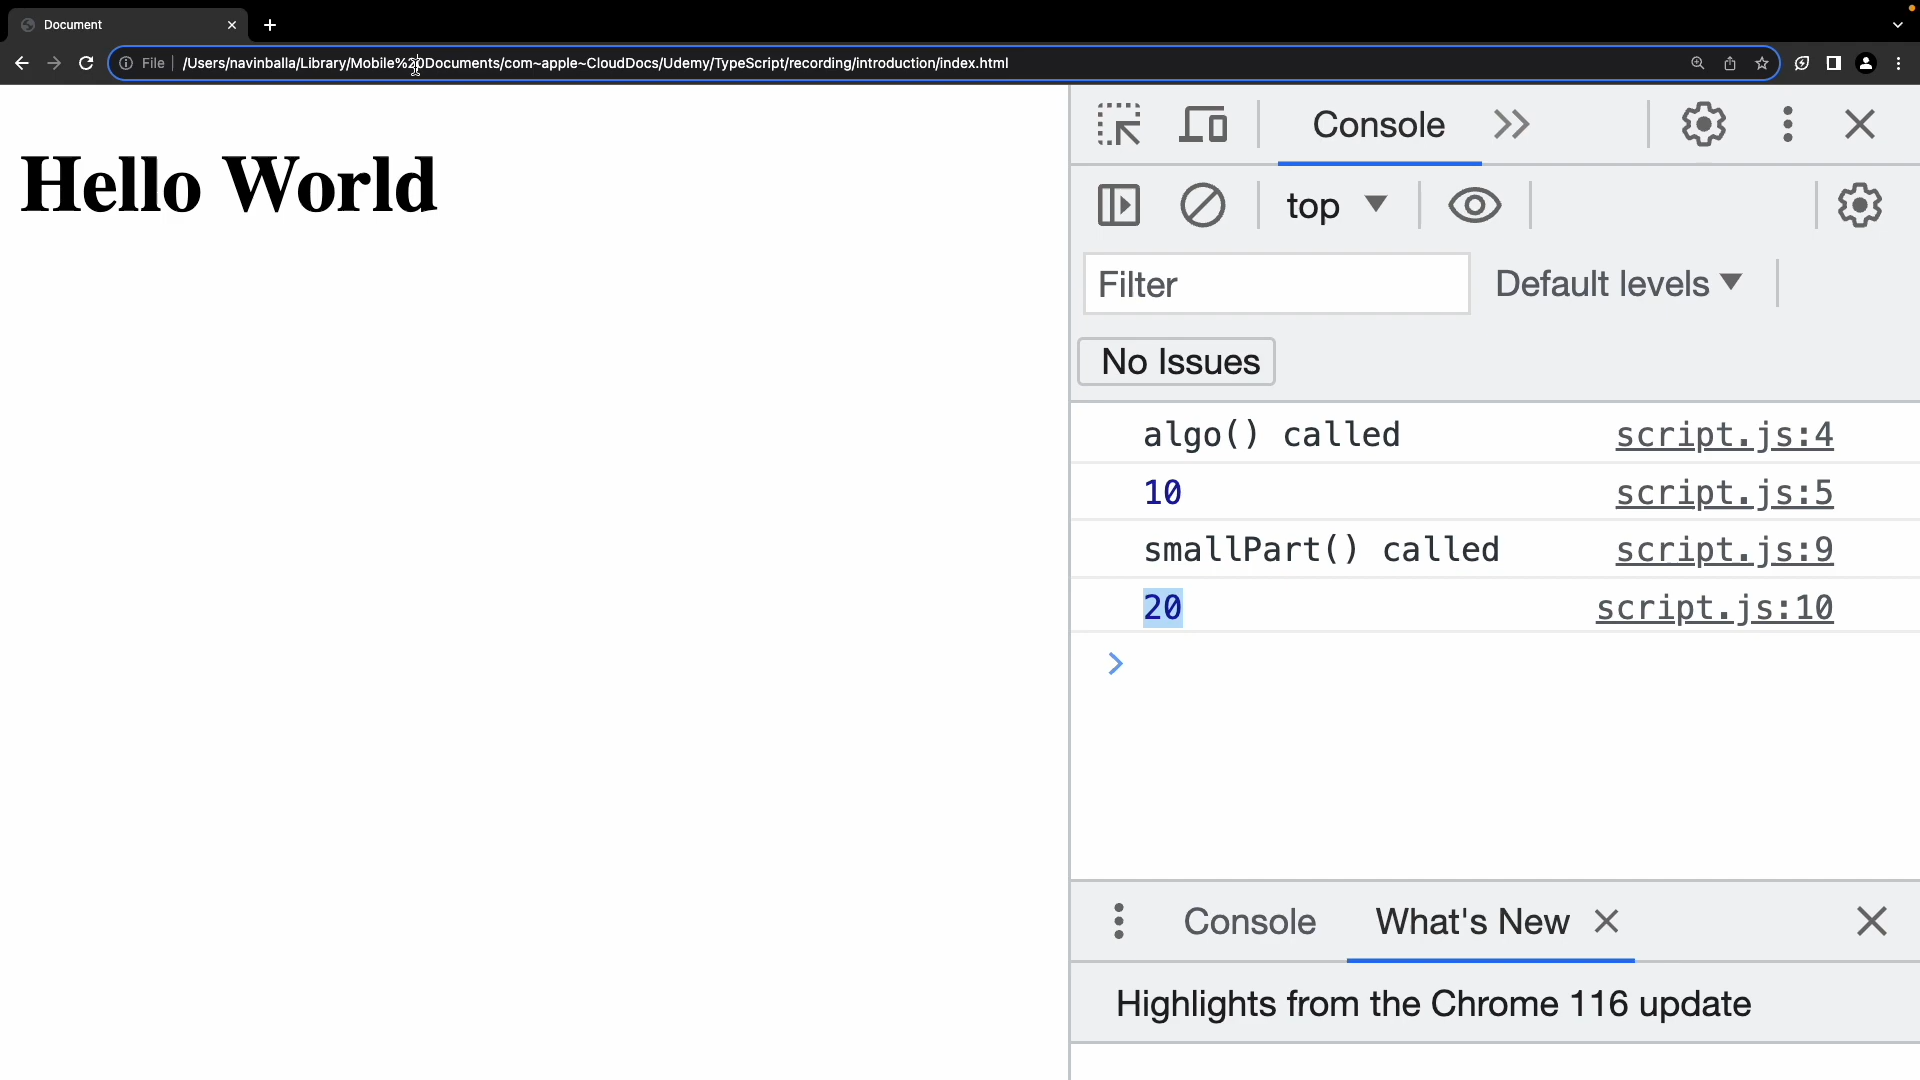 Document
File /Users/navinballa/Library/Mobile%20Documents/com~apple~CloudDocs/Udemy/TypeScript/recording/introduction/index.html
Hello World
Console
top
Filter
Default levels
No Issues
algo() called script.js:4
10 script.js:5
smallPart() called script.js:9
20 script.js:10
Console What's New
Highlights from the Chrome 116 update